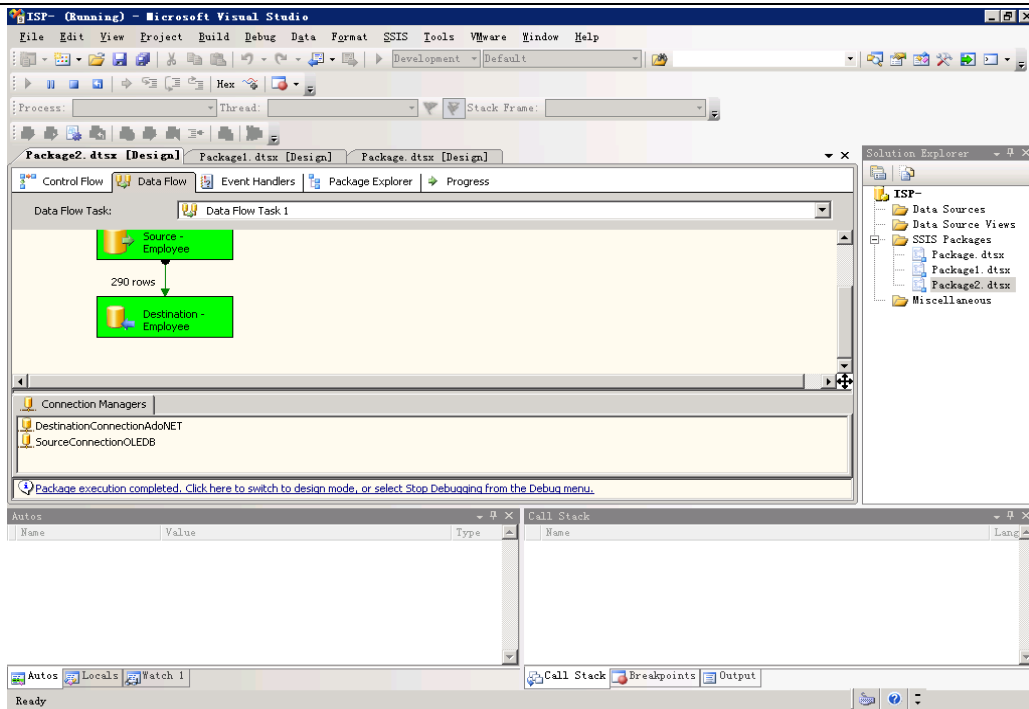 ISP- (Running) - Microsoft Visual Studio
File Edit View Project Build Debug Data Format SSIS Tools VMware Window Help
Development Default
Hex
Process: Thread: Stack Frame:
Package2.dtsx [Design] Package1.dtsx [Design] Package.dtsx [Design]
Control Flow Data Flow Event Handlers Package Explorer Progress
Data Flow Task: Data Flow Task 1
Source -
Employee
290 rows
Destination -
Employee
Connection Managers
DestinationConnectionAdoNET
SourceConnectionOLEDB
Package execution completed. Click here to switch to design mode, or select Stop Debugging from the Debug menu.
Solution Explorer
ISP-
Data Sources
Data Source Views
SSIS Packages
Package.dtsx
Package1.dtsx
Package2.dtsx
Miscellaneous
Autos
Name Value Type
Call Stack
Name Lang
Autos Locals Watch 1
Call Stack Breakpoints Output
Ready